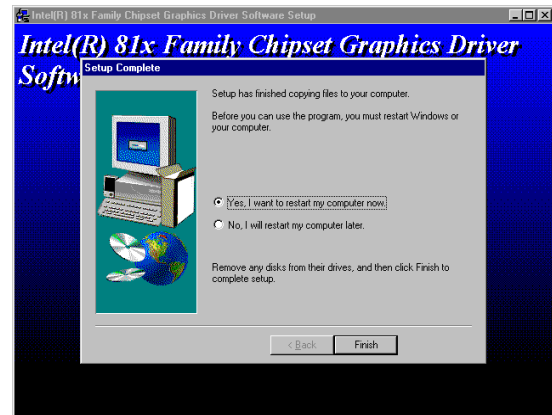 Intel(R) 81x Family Chipset Graphics Driver Software Setup
Intel(R) 81x Family Chipset Graphics Driver
Softw
Setup Complete
Setup has finished copying files to your computer.
Before you can use the program, you must restart Windows or
your computer.
Yes, I want to restart my computer now.
No, I will restart my computer later.
Remove any disks from their drives, and then click Finish to
complete setup.
< Back
Finish